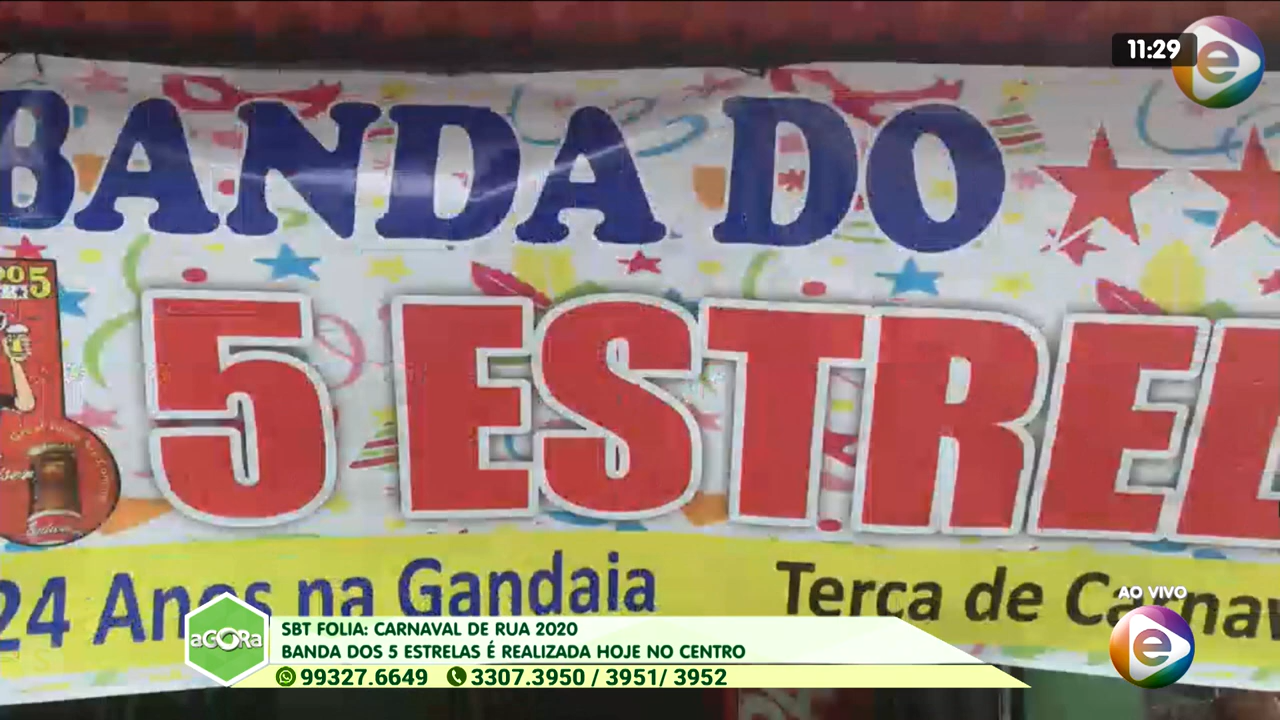 11:29
e
BANDA DO
5 ESTREL
24 Anos na Gandaia
Terça de Carnav
AO VIVO
e
aGORa
SBT FOLIA: CARNAVAL DE RUA 2020
BANDA DOS 5 ESTRELAS É REALIZADA HOJE NO CENTRO
99327.6649 3307.3950 / 3951/ 3952